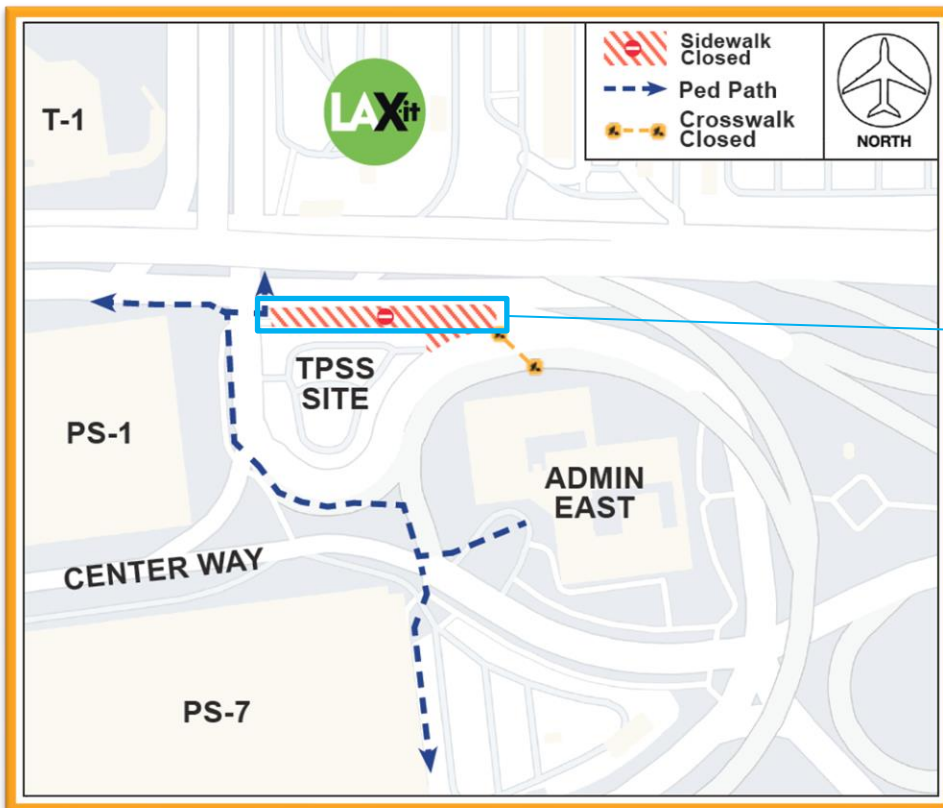 Sidewalk
Closed
Ped Path
Crosswalk
Closed
NORTH
T-1
LAX·it
TPSS
SITE
PS-1
ADMIN
EAST
CENTER WAY
PS-7